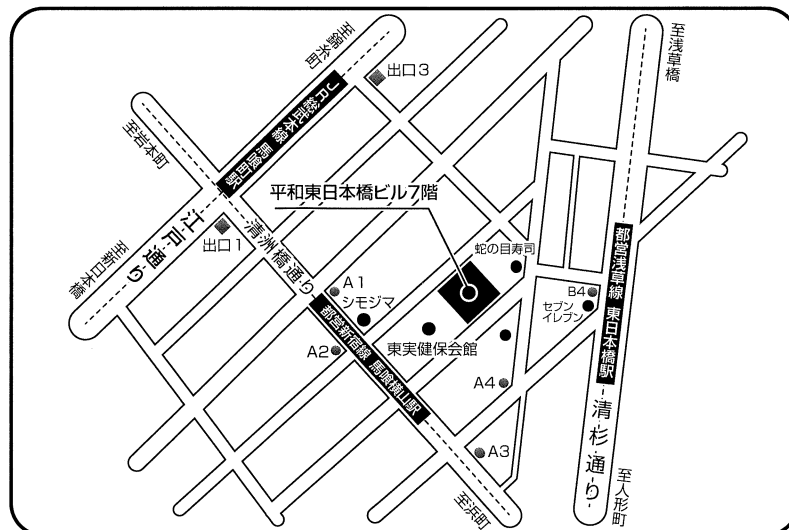 至錦糸町
出口3
JR総武本線 馬喰町駅
至浅草橋
至岩本町
平和東日本橋ビル7階
江戸通り
出口1
清洲橋通り
至新日本橋
蛇の目寿司
都営浅草線 東日本橋駅
A1
シモジマ
B4
セブン
イレブン
都営新宿線 馬喰横山駅
東実健保会館
A2
A4
清杉通り
A3
至浜町
至人形町